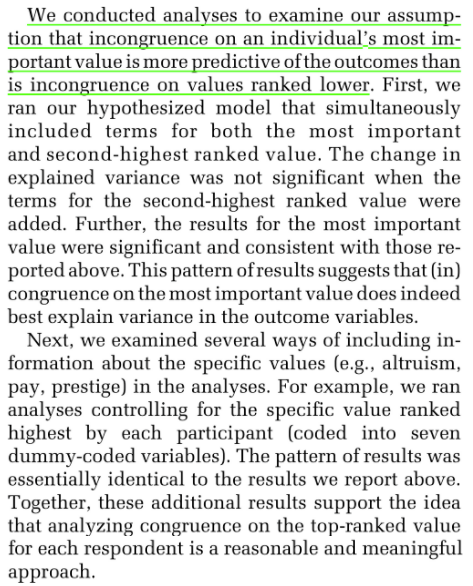 We conducted analyses to examine our assump-
tion that incongruence on an individual's most im-
portant value is more predictive of the outcomes than
is incongruence on values ranked lower. First, we
ran our hypothesized model that simultaneously
included terms for both the most important
and second-highest ranked value. The change in
explained variance was not significant when the
terms for the second-highest ranked value were
added. Further, the results for the most important
value were significant and consistent with those re-
ported above. This pattern of results suggests that (in)
congruence on the most important value does indeed
best explain variance in the outcome variables.
Next, we examined several ways of including in-
formation about the specific values (e.g., altruism,
pay, prestige) in the analyses. For example, we ran
analyses controlling for the specific value ranked
highest by each participant (coded into seven
dummy-coded variables). The pattern of results was
essentially identical to the results we report above.
Together, these additional results support the idea
that analyzing congruence on the top-ranked value
for each respondent is a reasonable and meaningful
approach.